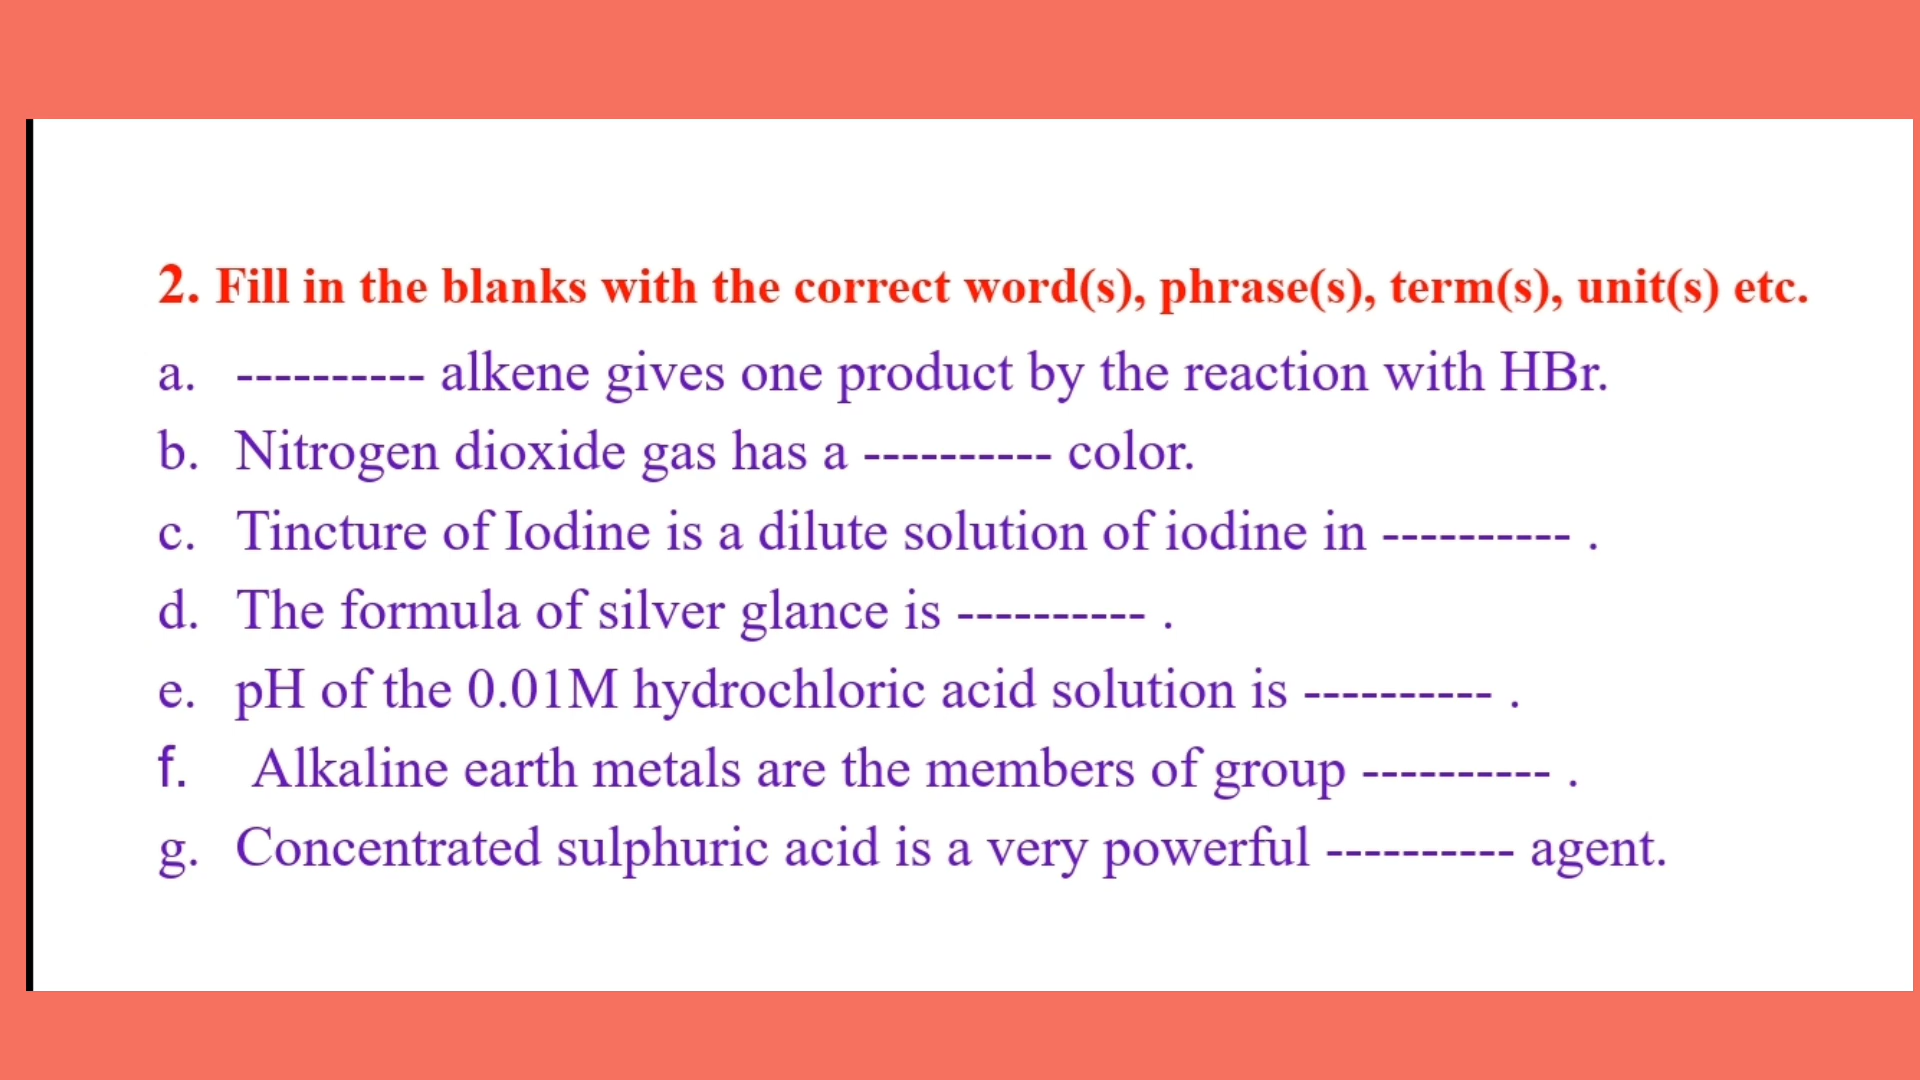 2. Fill in the blanks with the correct word(s), phrase(s), term(s), unit(s) etc.
a. ---------- alkene gives one product by the reaction with HBr.
b. Nitrogen dioxide gas has a ---------- color.
c. Tincture of Iodine is a dilute solution of iodine in ---------- .
d. The formula of silver glance is ---------- .
e. pH of the 0.01M hydrochloric acid solution is ---------- .
f. Alkaline earth metals are the members of group ---------- .
g. Concentrated sulphuric acid is a very powerful ---------- agent.